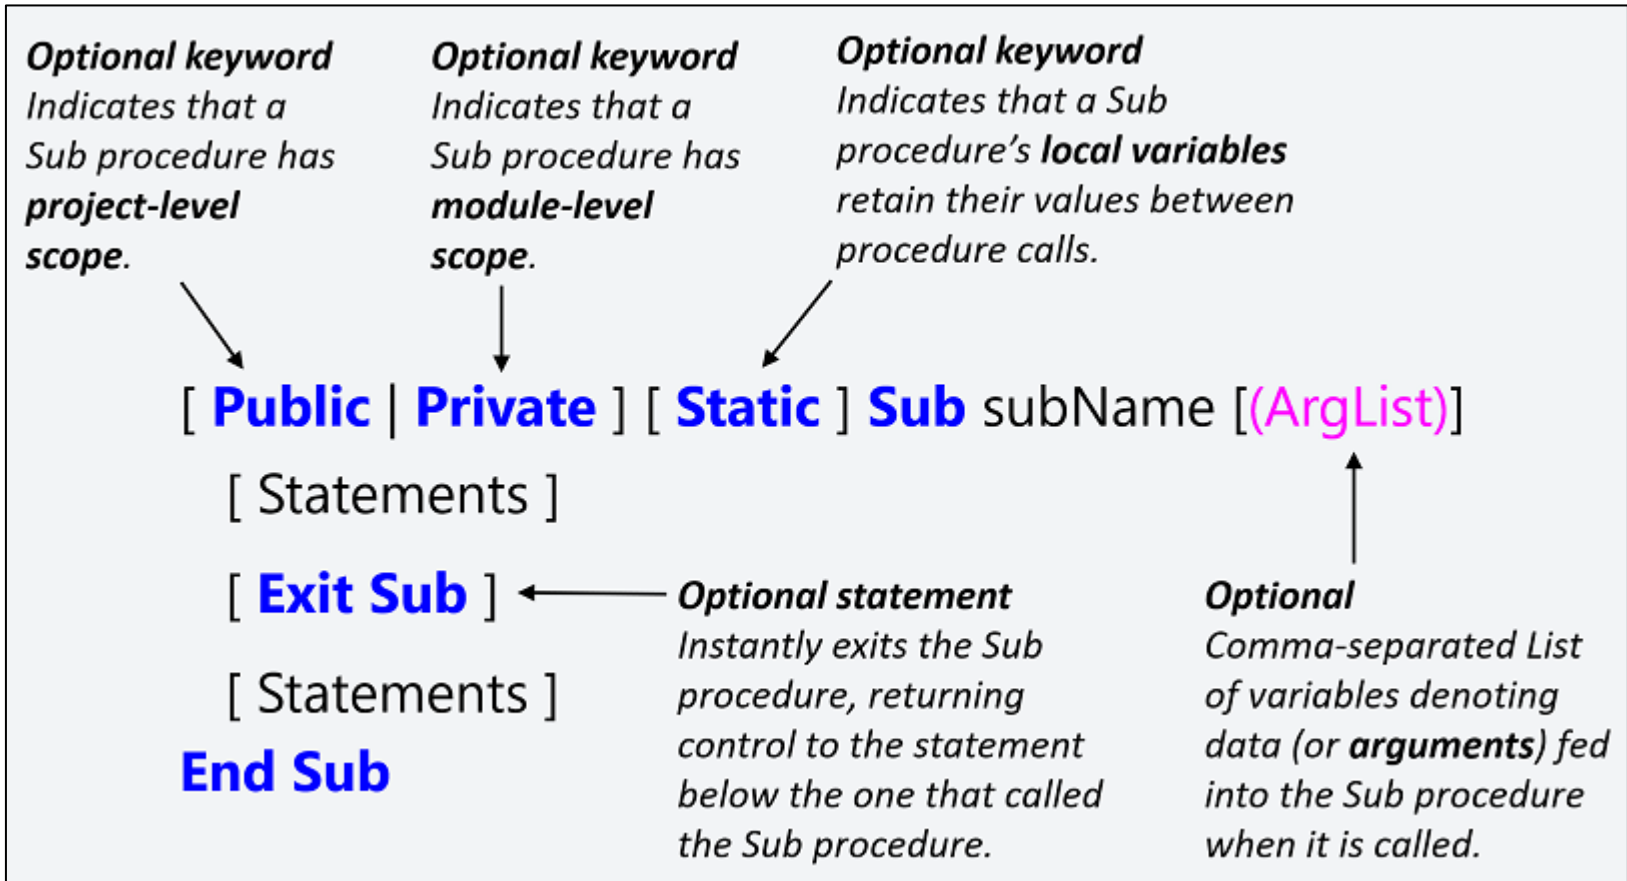 Optional keyword
Indicates that a
Sub procedure has
project-level
scope.
Optional keyword
Indicates that a
Sub procedure has
module-level
scope.
Optional keyword
Indicates that a Sub
procedure’s local variables
retain their values between
procedure calls.
[ Public | Private ] [ Static ] Sub subName [(ArgList)]
[ Statements ]
[ Exit Sub ]
[ Statements ]
End Sub
Optional statement
Instantly exits the Sub
procedure, returning
control to the statement
below the one that called
the Sub procedure.
Optional
Comma-separated List
of variables denoting
data (or arguments) fed
into the Sub procedure
when it is called.